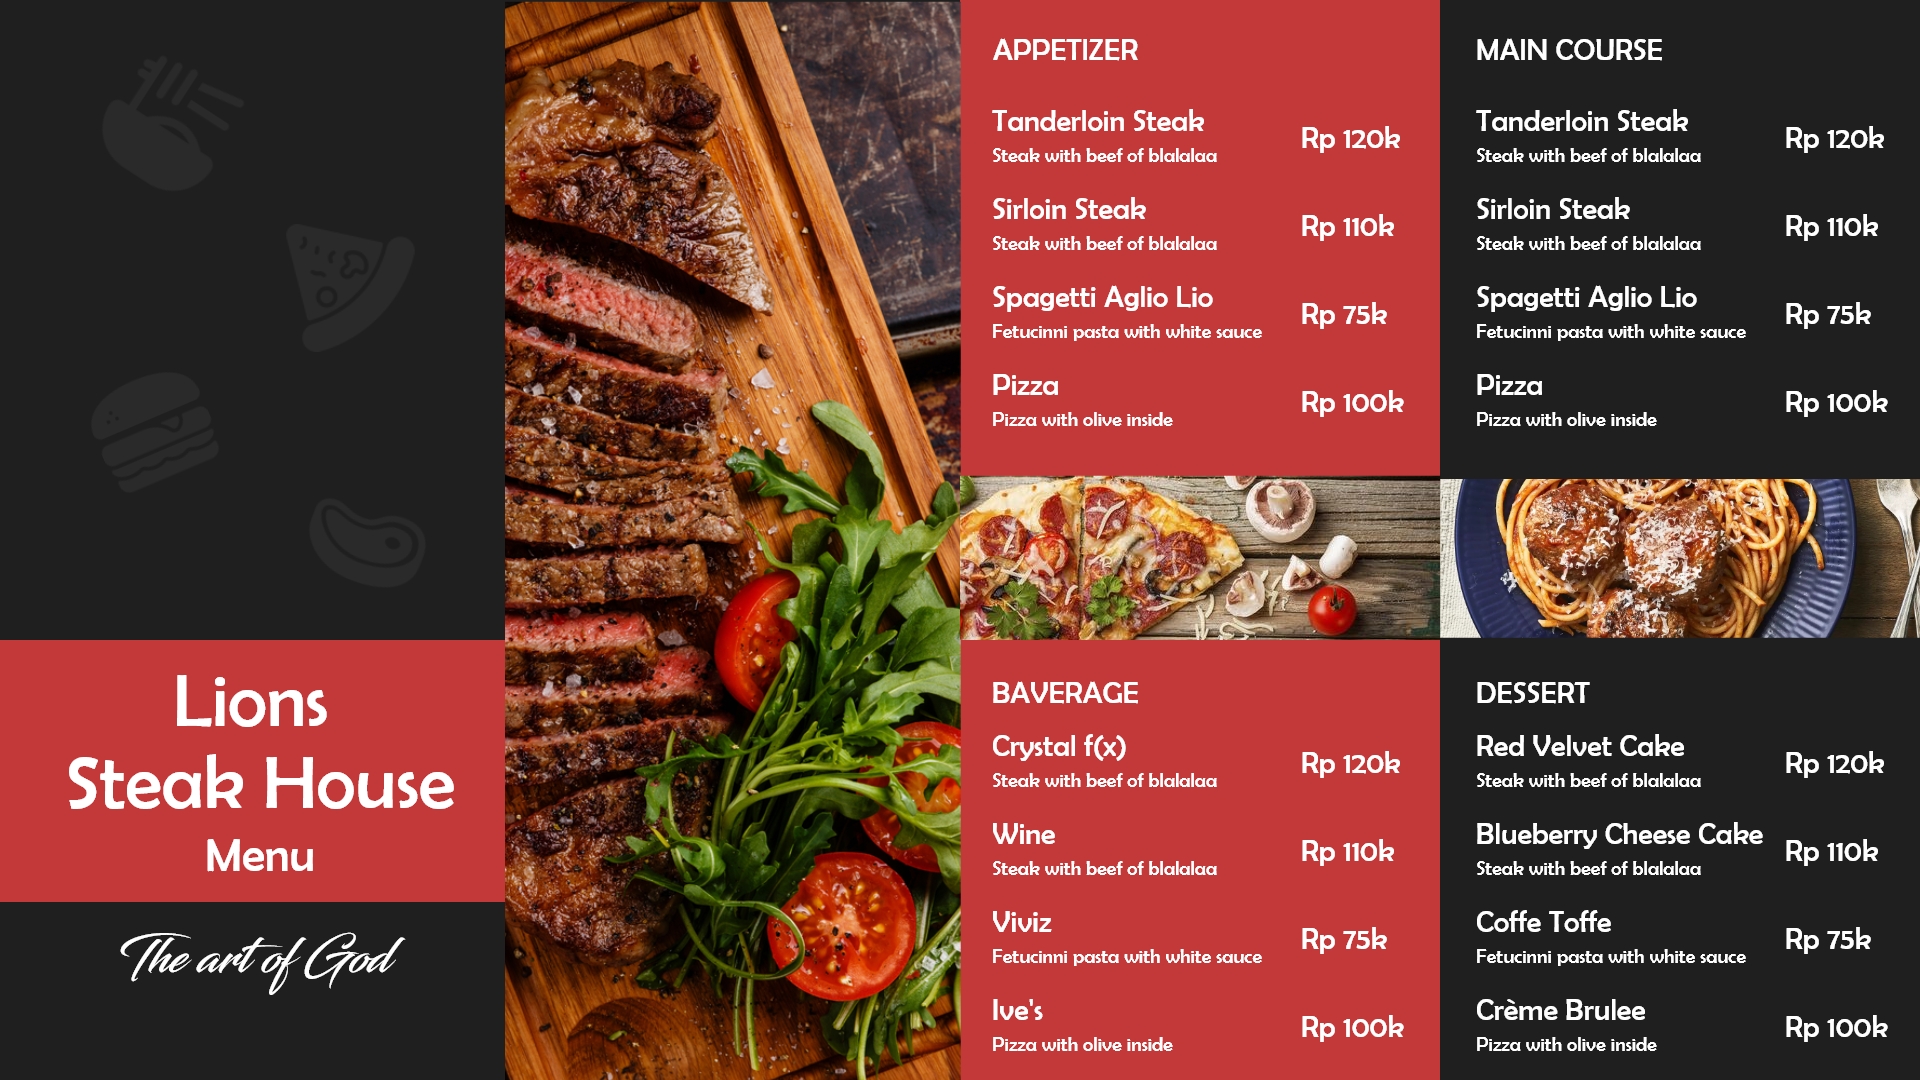 Lions
Steak House
Menu
The art of God
APPETIZER
Tanderloin Steak
Steak with beef of blalalaa
Rp 120k
Sirloin Steak
Steak with beef of blalalaa
Rp 110k
Spagetti Aglio Lio
Fetucinni pasta with white sauce
Rp 75k
Pizza
Pizza with olive inside
Rp 100k
MAIN COURSE
Tanderloin Steak
Steak with beef of blalalaa
Rp 120k
Sirloin Steak
Steak with beef of blalalaa
Rp 110k
Spagetti Aglio Lio
Fetucinni pasta with white sauce
Rp 75k
Pizza
Pizza with olive inside
Rp 100k
BAVERAGE
Crystal f(x)
Steak with beef of blalalaa
Rp 120k
Wine
Steak with beef of blalalaa
Rp 110k
Viviz
Fetucinni pasta with white sauce
Rp 75k
Ive's
Pizza with olive inside
Rp 100k
DESSERT
Red Velvet Cake
Steak with beef of blalalaa
Rp 120k
Blueberry Cheese Cake
Steak with beef of blalalaa
Rp 110k
Coffe Toffe
Fetucinni pasta with white sauce
Rp 75k
Crème Brulee
Pizza with olive inside
Rp 100k